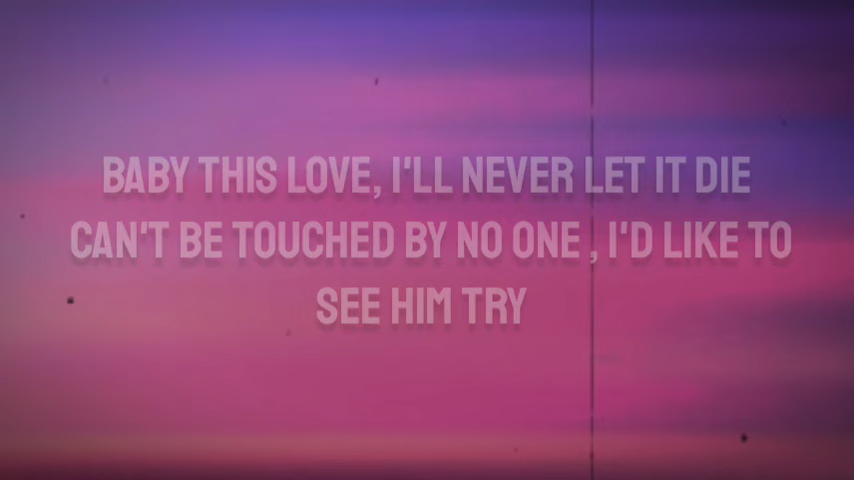 BABY THIS LOVE, I'LL NEVER LET IT DIE
CAN'T BE TOUCHED BY NO ONE , I'D LIKE TO
SEE HIM TRY